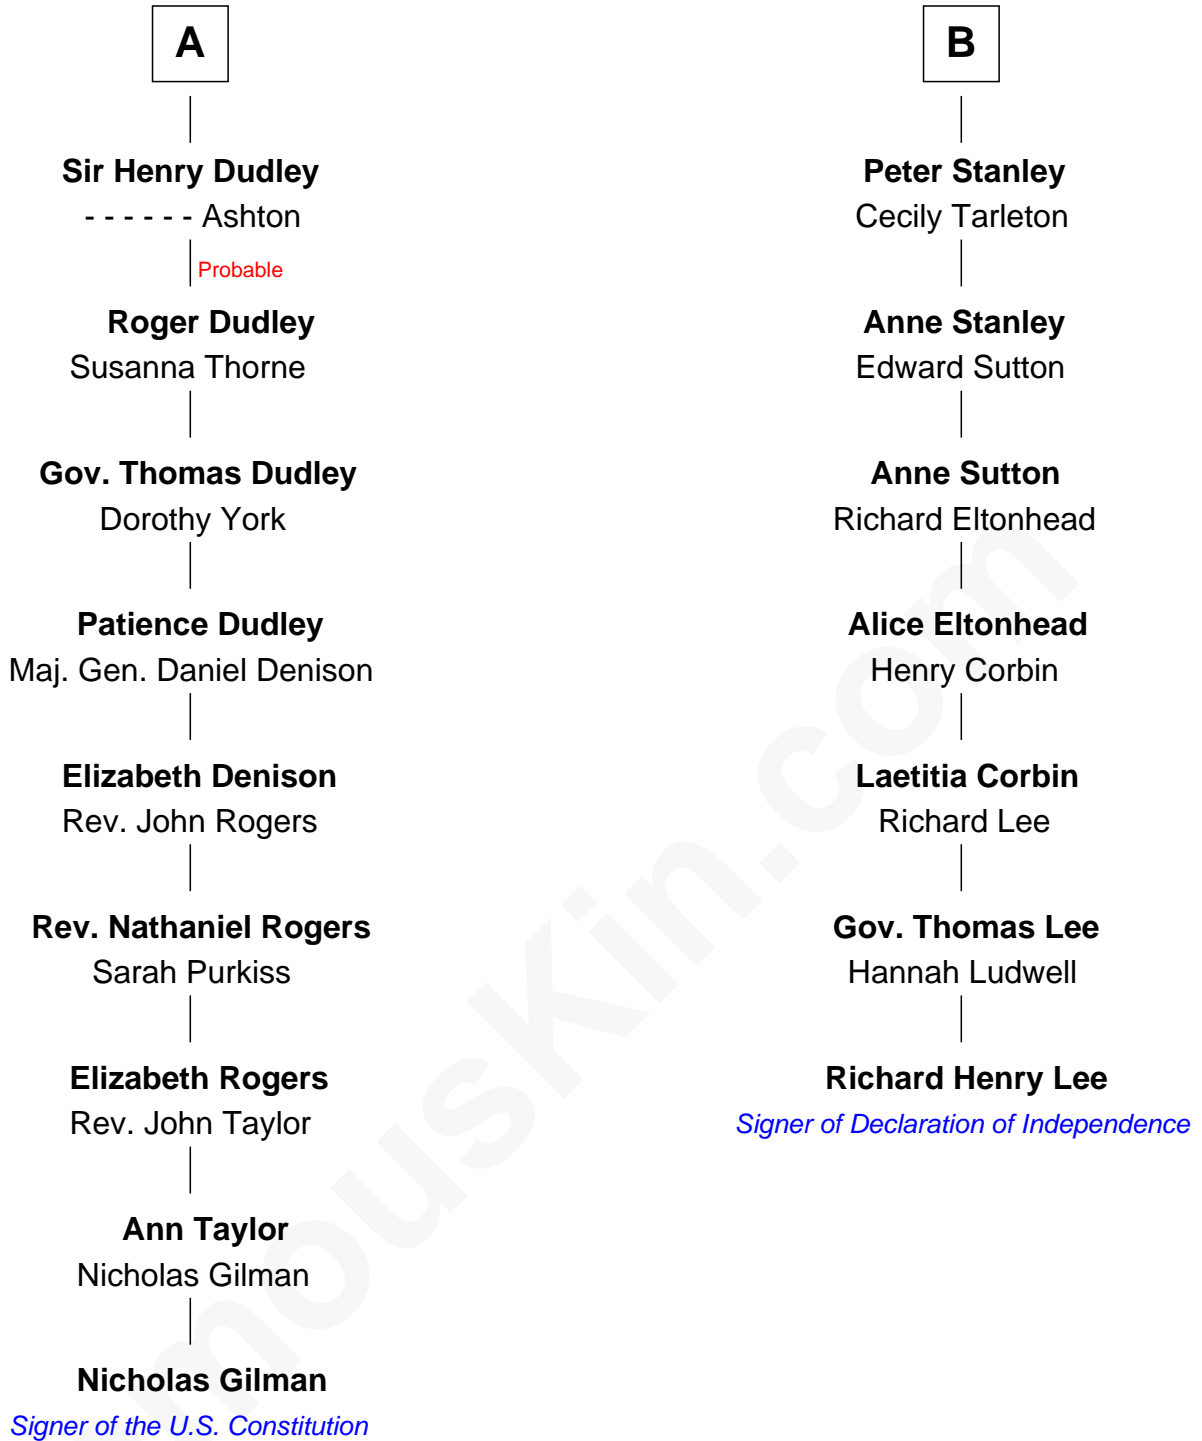 A
Sir Henry Dudley
- - - - - - Ashton
Probable
Roger Dudley
Susanna Thorne
Gov. Thomas Dudley
Dorothy York
Patience Dudley
Maj. Gen. Daniel Denison
Elizabeth Denison
Rev. John Rogers
Rev. Nathaniel Rogers
Sarah Purkiss
Elizabeth Rogers
Rev. John Taylor
Ann Taylor
Nicholas Gilman
Nicholas Gilman
Signer of the U.S. Constitution
B
Peter Stanley
Cecily Tarleton
Anne Stanley
Edward Sutton
Anne Sutton
Richard Eltonhead
Alice Eltonhead
Henry Corbin
Laetitia Corbin
Richard Lee
Gov. Thomas Lee
Hannah Ludwell
Richard Henry Lee
Signer of Declaration of Independence
mouskin.com